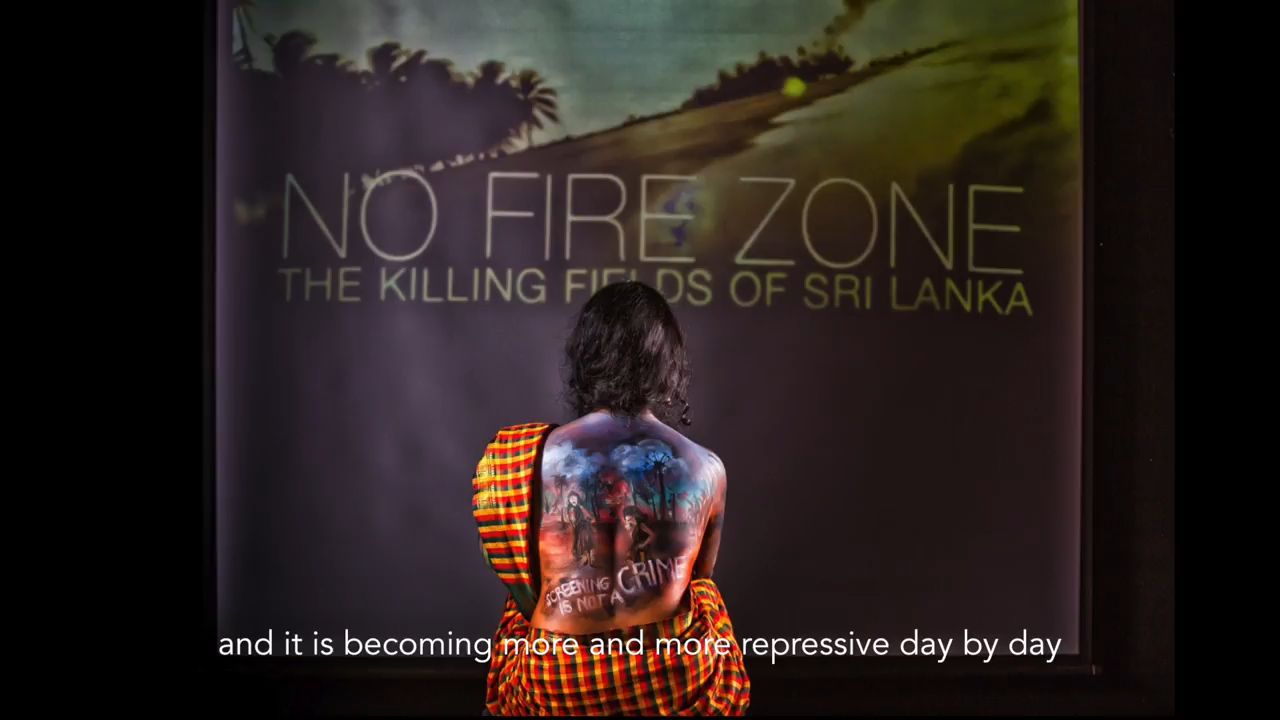 NO FIRE ZONE
THE KILLING FIELDS OF SRI LANKA
SCREENING
IS NOT A
CRIME
and it is becoming more and more repressive day by day